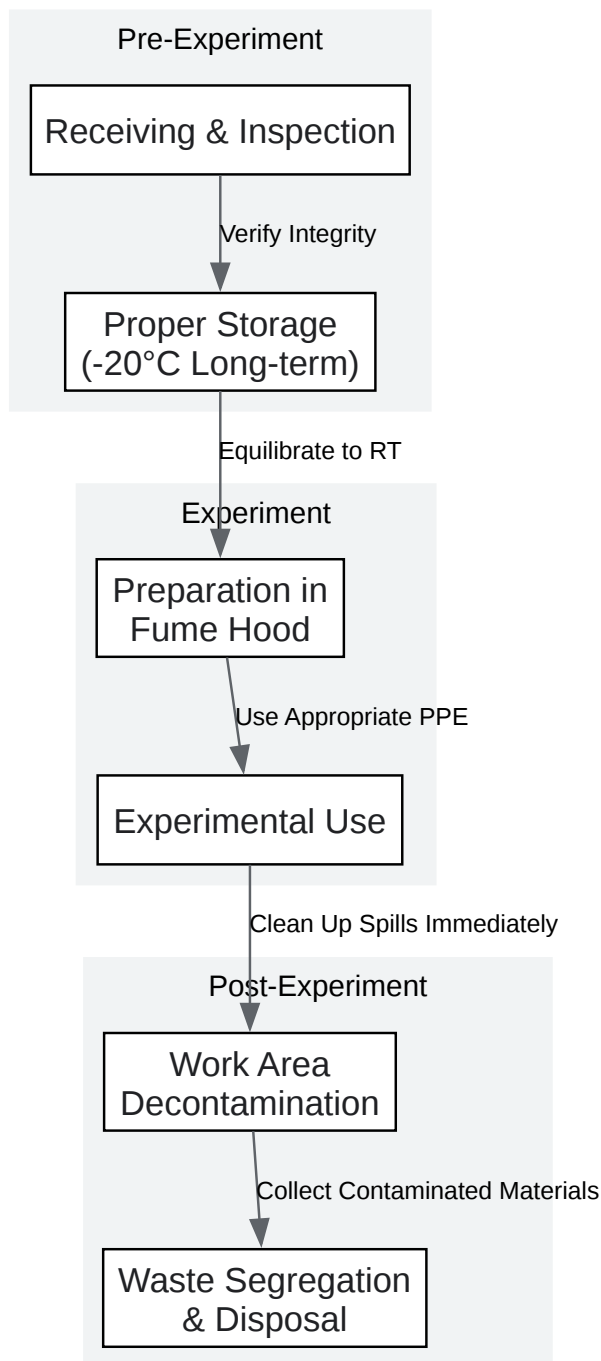 Pre-Experiment
Receiving & Inspection
Verify Integrity
Proper Storage
(-20°C Long-term)
Equilibrate to RT
Experiment
Preparation in
Fume Hood
Use Appropriate PPE
Experimental Use
Clean Up Spills Immediately
Post-Experiment
Work Area
Decontamination
Collect Contaminated Materials
Waste Segregation
& Disposal